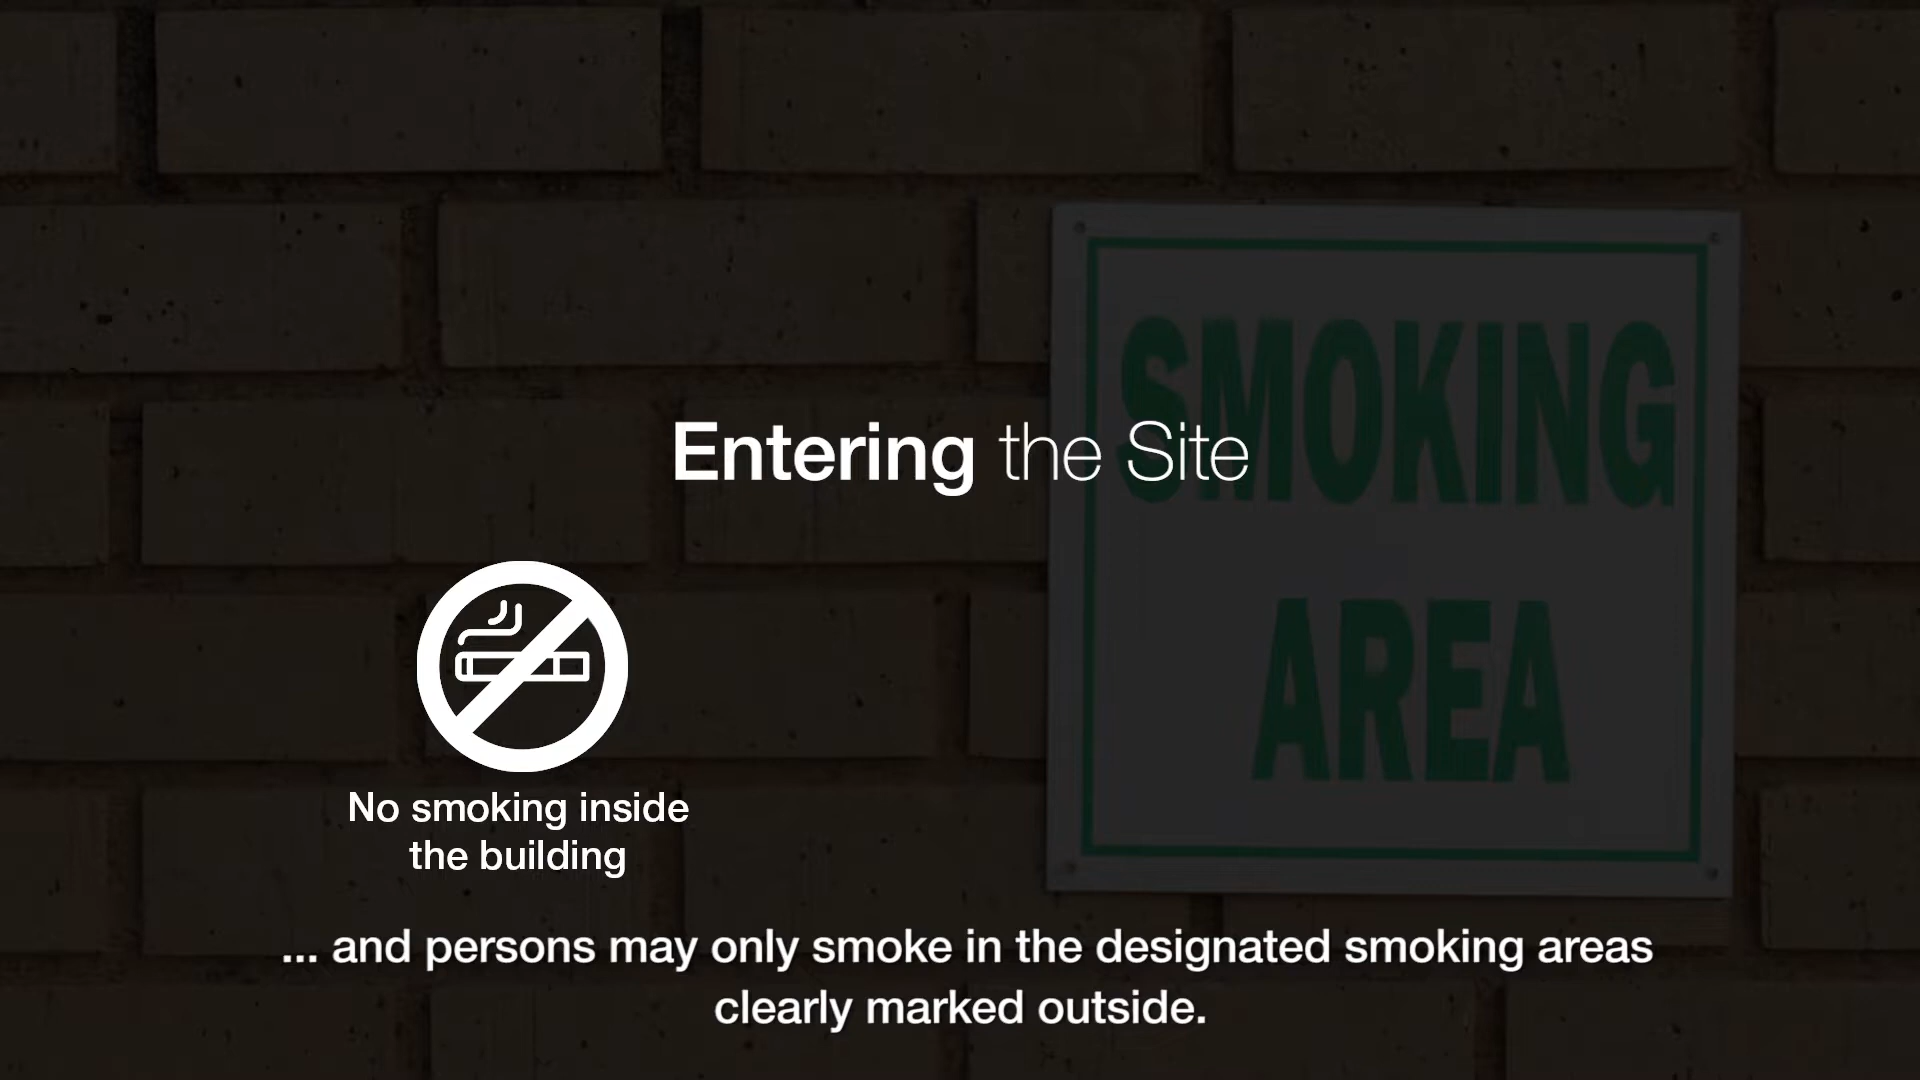 SMOKING
AREA
Entering the Site
No smoking inside
the building
... and persons may only smoke in the designated smoking areas
clearly marked outside.